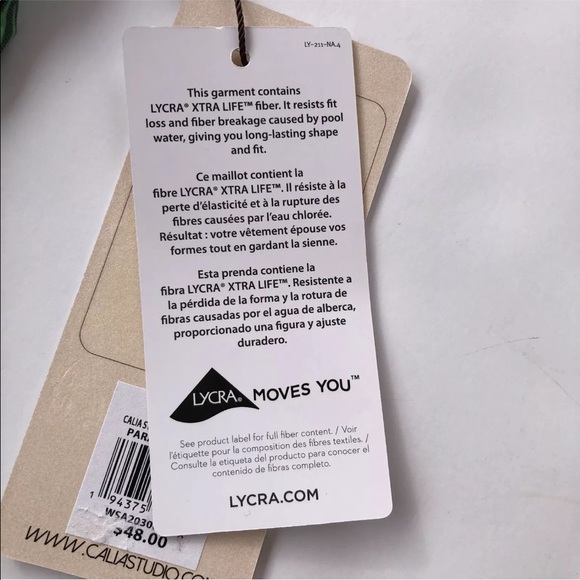 LY-211-NA.4
This garment contains
LYCRA® XTRA LIFE™ fiber. It resists fit
loss and fiber breakage caused by pool
water, giving you long-lasting shape
and fit.
Ce maillot contient la
fibre LYCRA® XTRA LIFE™. Il résiste à la
perte d'élasticité et à la rupture des
fibres causées par l'eau chlorée.
Résultat : votre vêtement épouse vos
formes tout en gardant la sienne.
Esta prenda contiene la
fibra LYCRA® XTRA LIFE™. Resistente a
la pérdida de la forma y la rotura de
fibras causadas por el agua de alberca,
proporcionado una figura y ajuste
duradero.
LYCRA® MOVES YOU™
See product label for full fiber content. / Voir
l'étiquette pour la composition des fibres textiles. /
Consulte la etiqueta del producto para conocer el
contenido de fibras completo.
LYCRA.COM
CALIA
1 94375
$48.00
WWW.CALIASTUDIO.CO